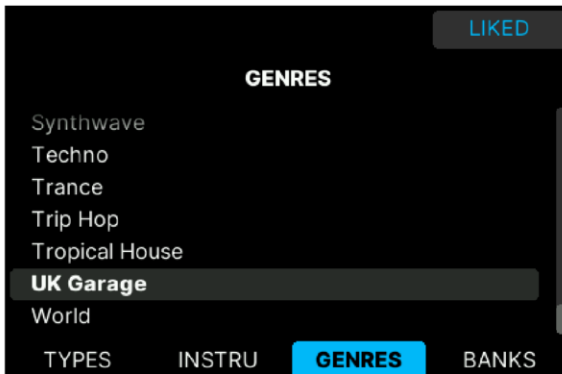 LIKED
GENRES
Synthwave
Techno
Trance
Trip Hop
Tropical House
UK Garage
World
TYPES INSTRU GENRES BANKS